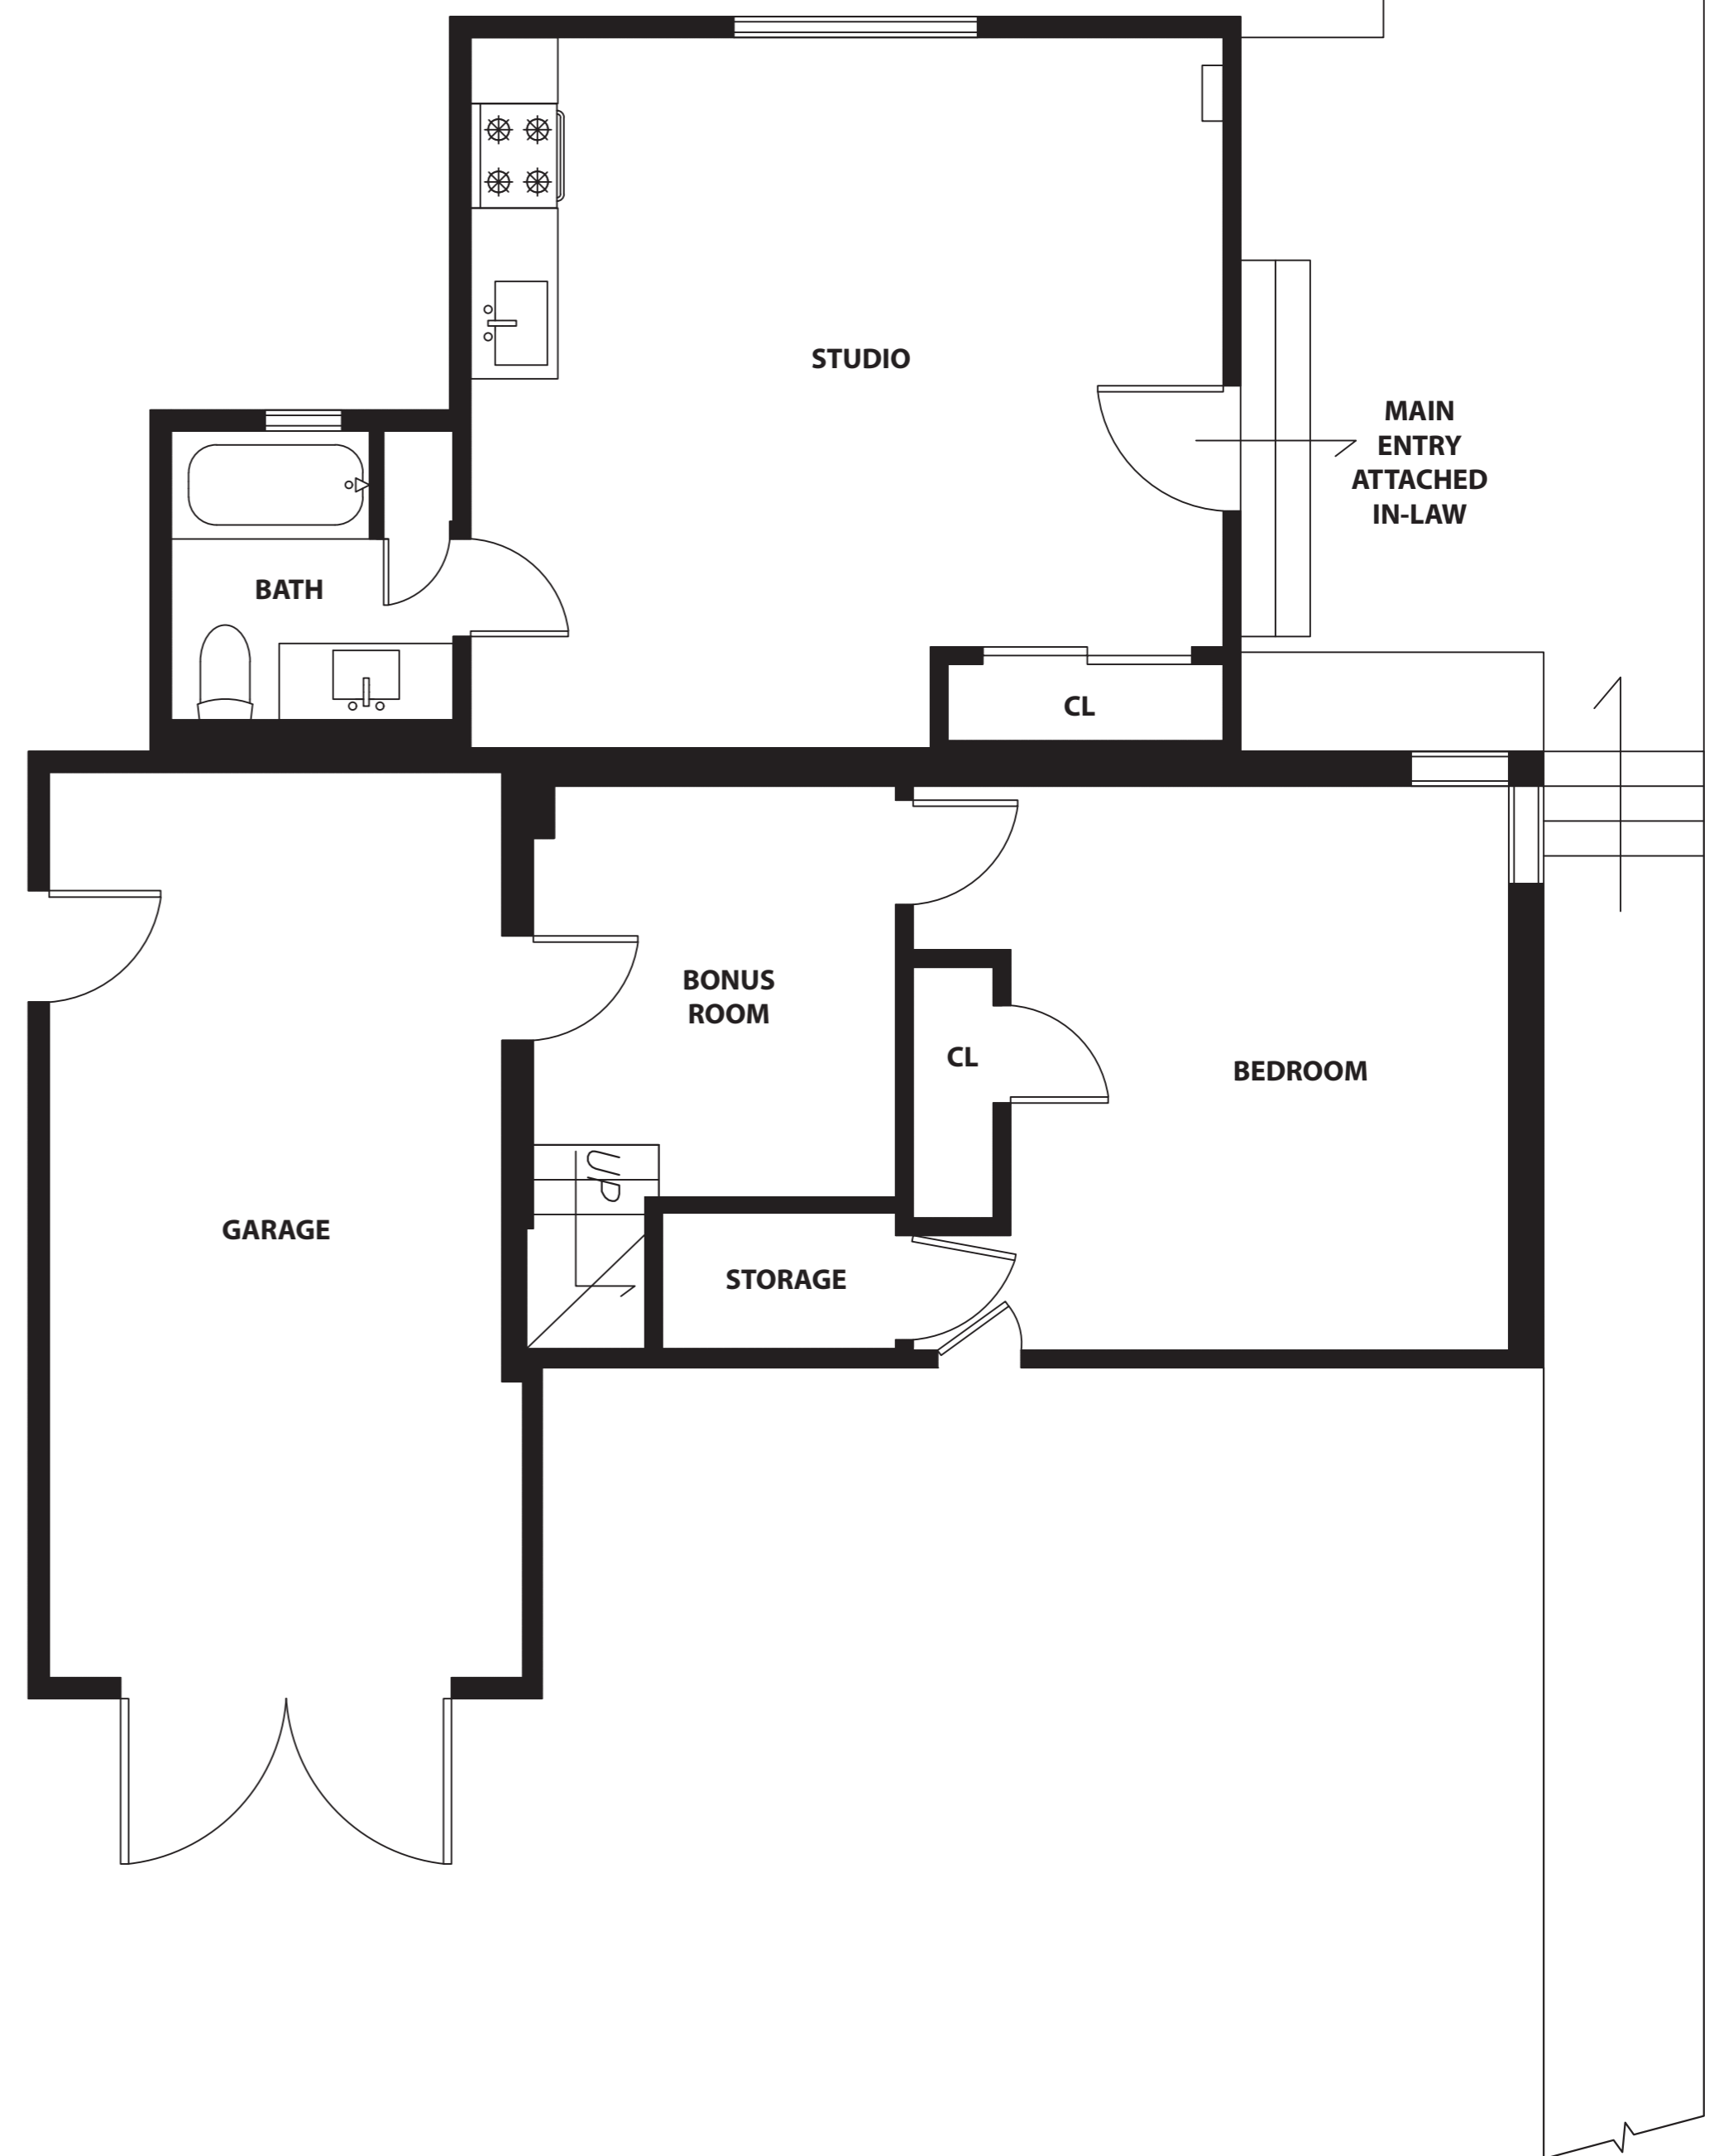 STUDIO
MAIN
ENTRY
ATTACHED
IN-LAW
BATH
CL
BONUS
ROOM
CL
BEDROOM
UP
GARAGE
STORAGE